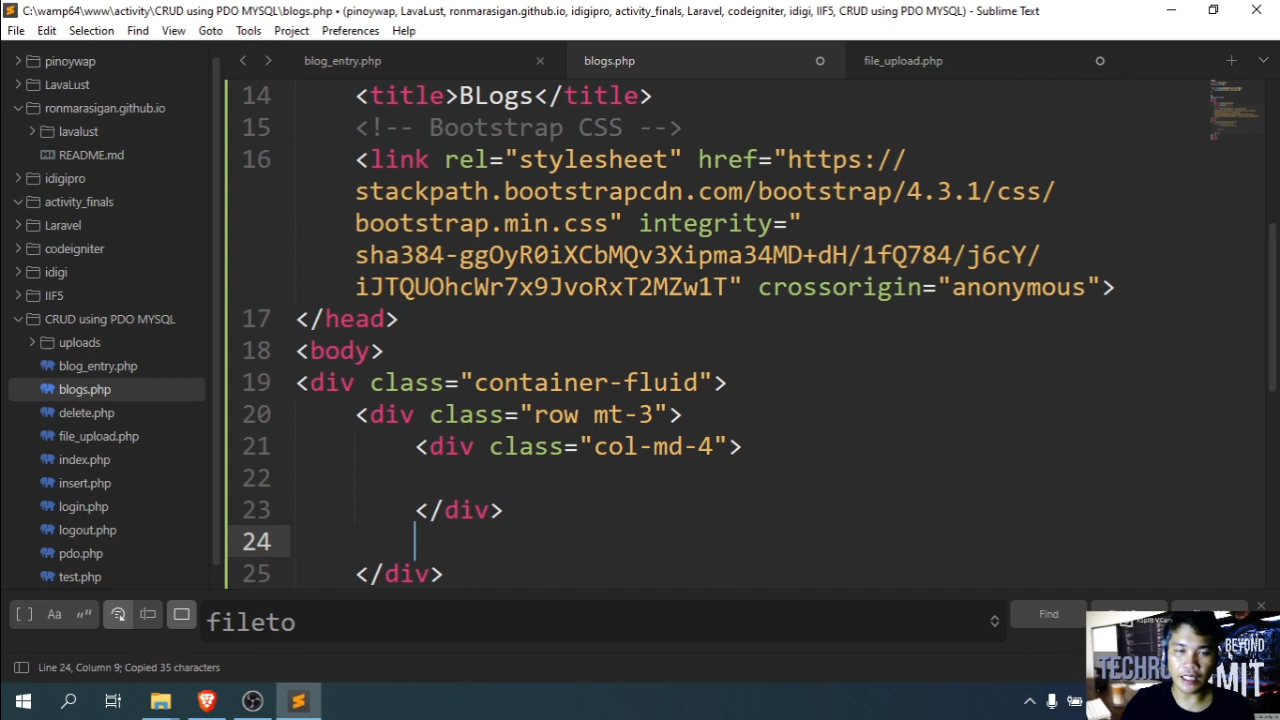 C:\wamp64\www\activity\CRUD using PDO MYSQL\blogs.php • (pinoywap, LavaLust, ronmarasigan.github.io, idigipro, activity_finals, Laravel, codeigniter, idigi, IIF5, CRUD using PDO MYSQL) - Sublime Text
File Edit Selection Find View Goto Tools Project Preferences Help
blog_entry.php blogs.php file_upload.php
pinoywap
LavaLust
ronmarasigan.github.io
lavalust
README.md
idigipro
activity_finals
Laravel
codeigniter
idigi
IIF5
CRUD using PDO MYSQL
uploads
blog_entry.php
blogs.php
delete.php
file_upload.php
index.php
insert.php
login.php
logout.php
pdo.php
test.php
14 <title>BLogs</title>
15 <!-- Bootstrap CSS -->
16 <link rel="stylesheet" href="https://
stackpath.bootstrapcdn.com/bootstrap/4.3.1/css/
bootstrap.min.css" integrity="
sha384-ggOyR0iXCbMQv3Xipma34MD+dH/1fQ784/j6cY/
iJTQUOhcWr7x9JvoRxT2MZw1T" crossorigin="anonymous">
17 </head>
18 <body>
19 <div class="container-fluid">
20 <div class="row mt-3">
21 <div class="col-md-4">
22
23 </div>
24
25 </div>
[ ] Aa “” fileto Find
Line 24, Column 9; Copied 35 characters
XSplit VCam
TECHRO
BEYOND
MIT